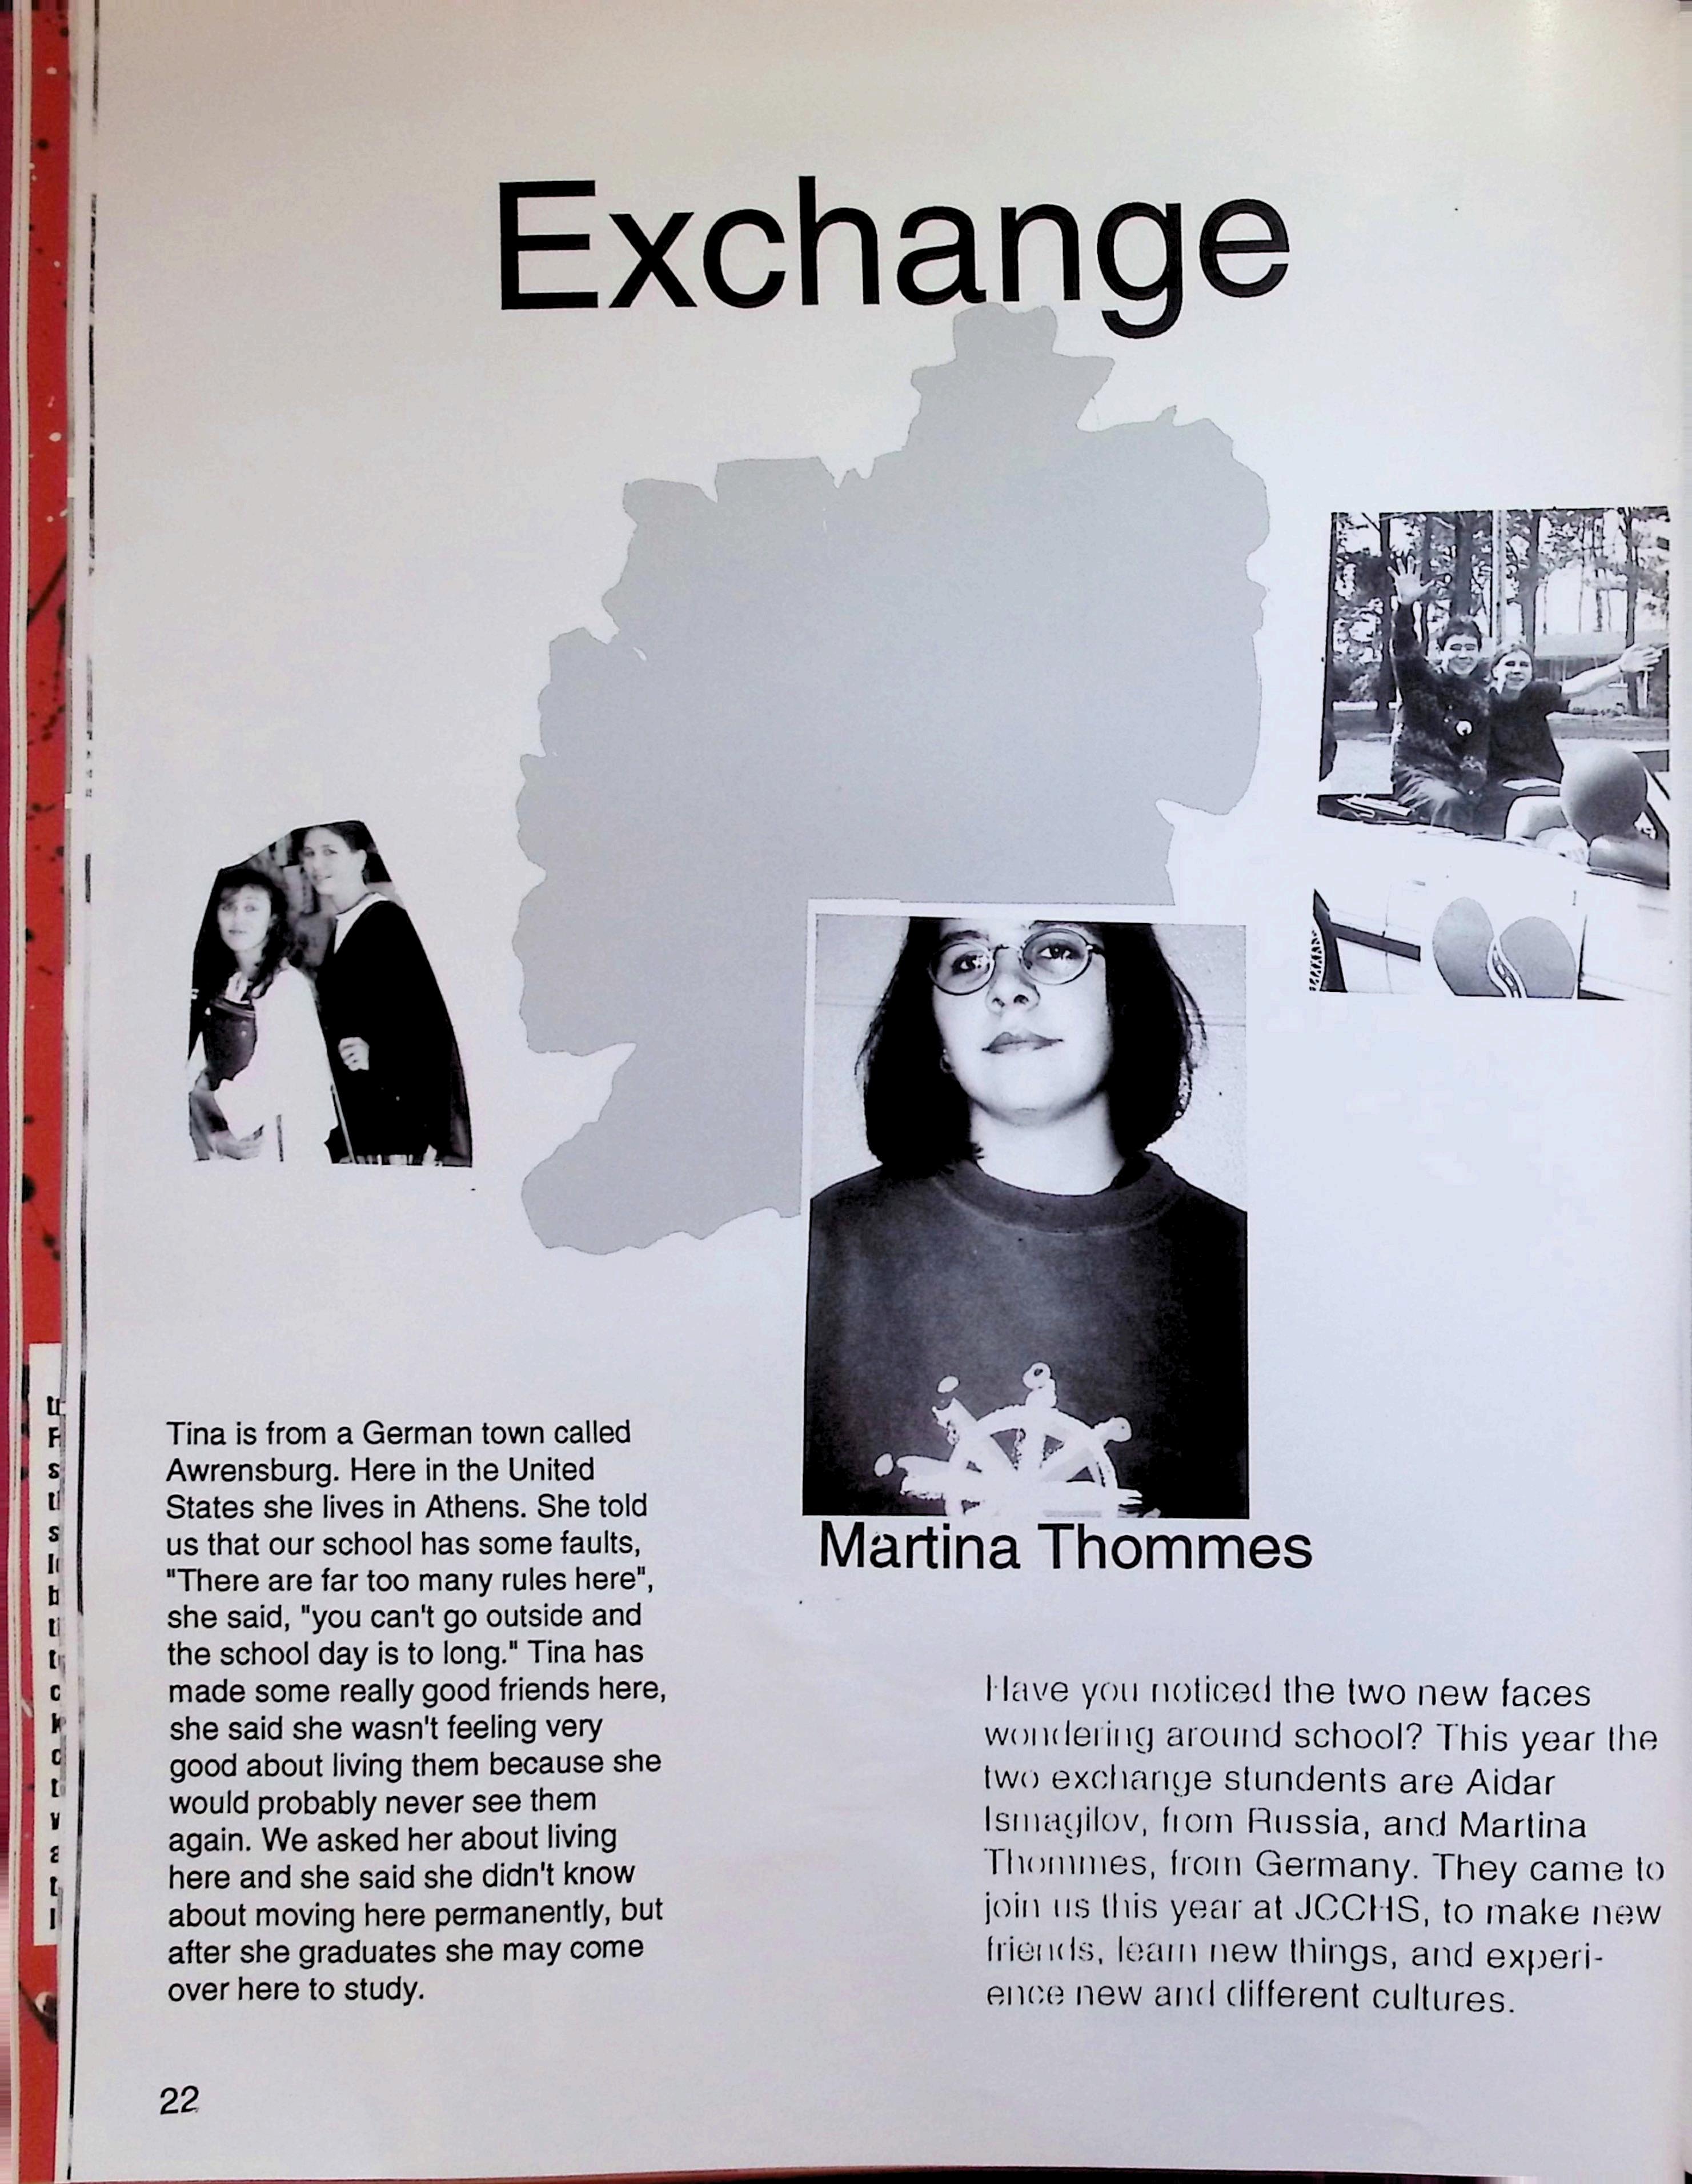 Exchange
Tina is from a German town called
Awrensburg. Here in the United
States she lives in Athens. She told
us that our school has some faults,
"There are far too many rules here",
she said, "you can't go outside and
the school day is to long." Tina has
made some really good friends here,
she said she wasn't feeling very
good about living them because she
would probably never see them
again. We asked her about living
here and she said she didn't know
about moving here permanently, but
after she graduates she may come
over here to study.
Martina Thommes
Have you noticed the two new faces
wondering around school? This year the
two exchange stundents are Aidar
Ismagilov, from Russia, and Martina
Thommes, from Germany. They came to
join us this year at JCCHS, to make new
friends, learn new things, and experi-
ence new and different cultures.
22